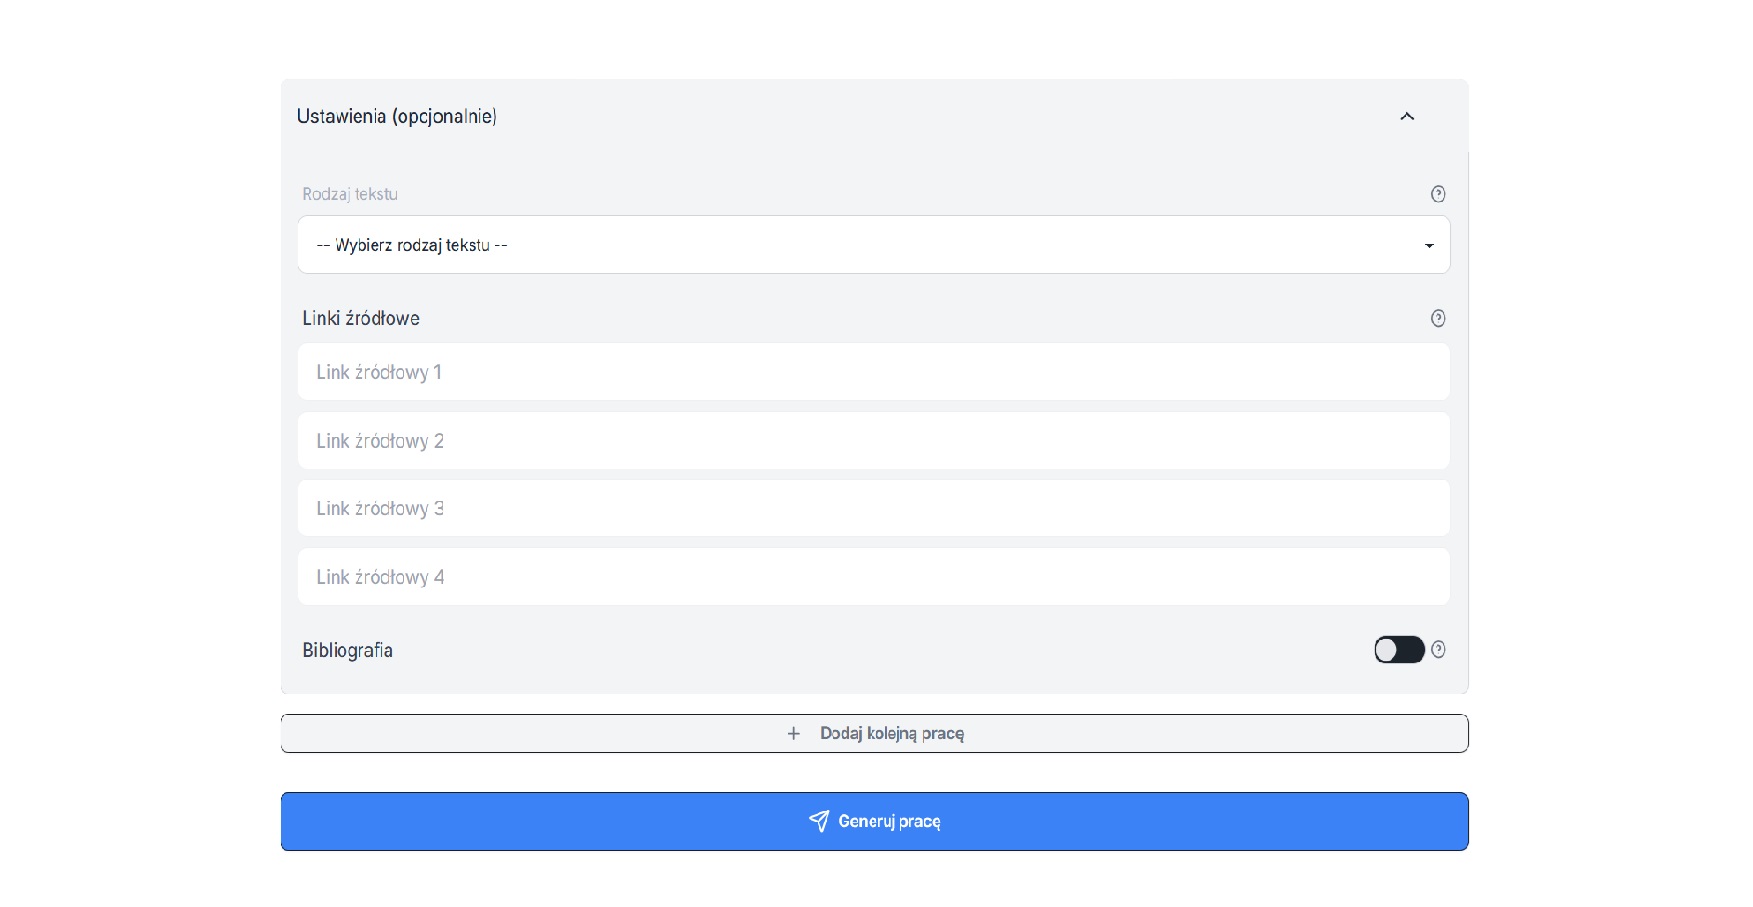 Ustawienia (opcjonalnie)
Rodzaj tekstu
-- Wybierz rodzaj tekstu --
Linki źródłowe
Link źródłowy 1
Link źródłowy 2
Link źródłowy 3
Link źródłowy 4
Bibliografia
+ Dodaj kolejną pracę
Generuj pracę